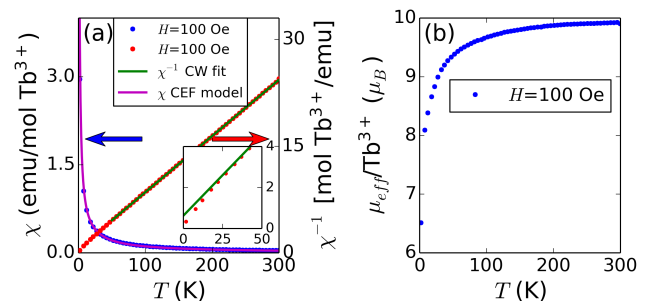 (a)
H=100 Oe
H=100 Oe
χ⁻¹ CW fit
χ CEF model
χ (emu/mol Tb³⁺)
0.0
1.5
3.0
χ⁻¹ [mol Tb³⁺/emu)
0
15
30
0
2
4
0
25
50
0
100
200
300
T (K)
(b)
H=100 Oe
μ_eff/Tb³⁺ (μ_B)
6
7
8
9
10
0
100
200
300
T (K)